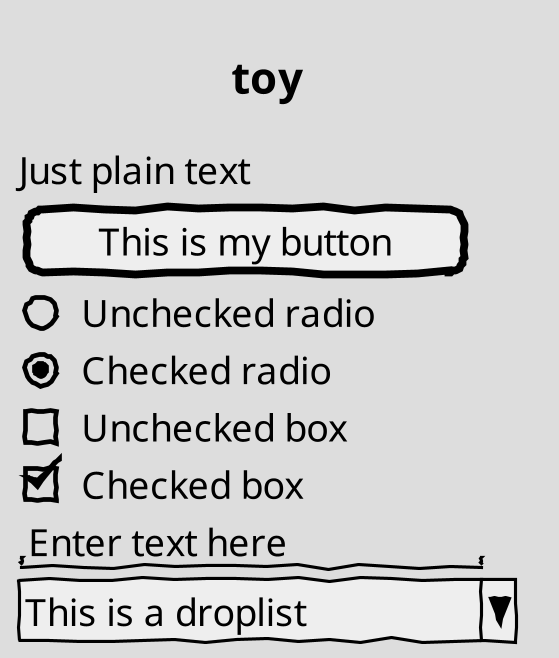 toy
Just plain text
This is my button
Unchecked radio
Checked radio
Unchecked box
Checked box
Enter text here
This is a droplist